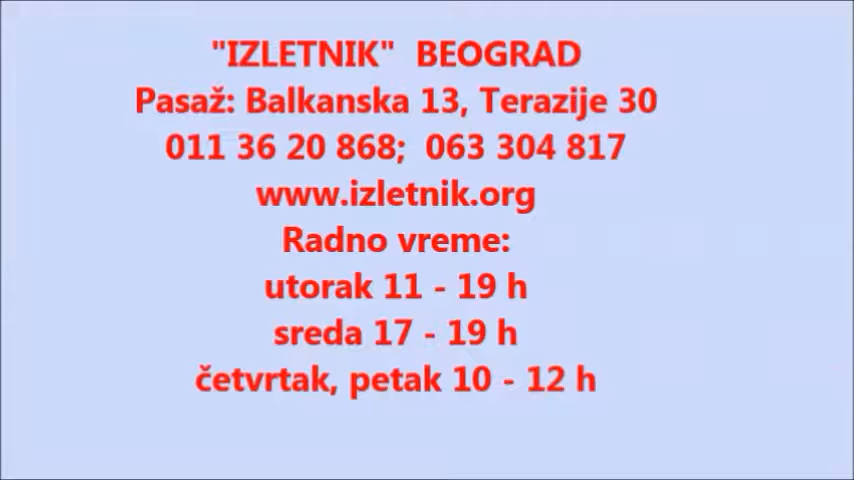 "IZLETNIK" BEOGRAD
Pasaž: Balkanska 13, Terazije 30
011 36 20 868; 063 304 817
www.izletnik.org
Radno vreme:
utorak 11 - 19 h
sreda 17 - 19 h
četvrtak, petak 10 - 12 h